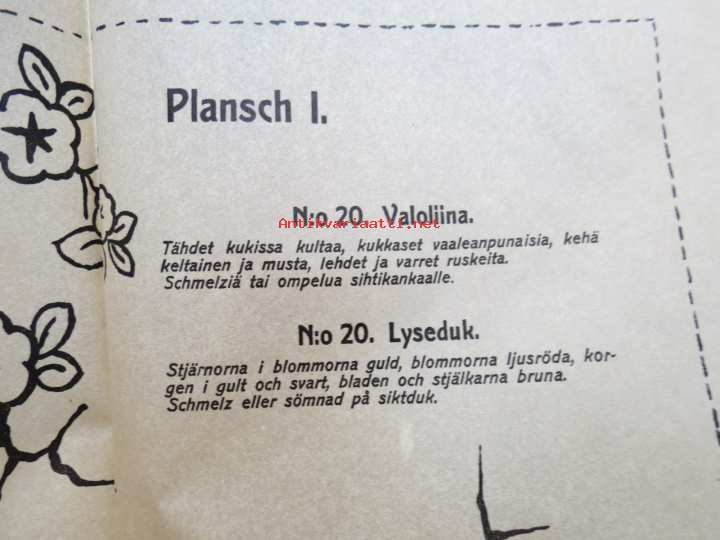 Plansch I.
N:o 20. Valoliina.
Antikvariaatti.net
Tähdet kukissa kultaa, kukkaset vaaleanpunaisia, kehä
keltainen ja musta, lehdet ja varret ruskeita.
Schmelziä tai ompelua sihtikankaalle.
N:o 20. Lyseduk.
Stjärnorna i blommorna guld, blommorna ljusröda, kor-
gen i gult och svart, bladen och stjälkarna bruna.
Schmelz eller sömnad på siktduk.